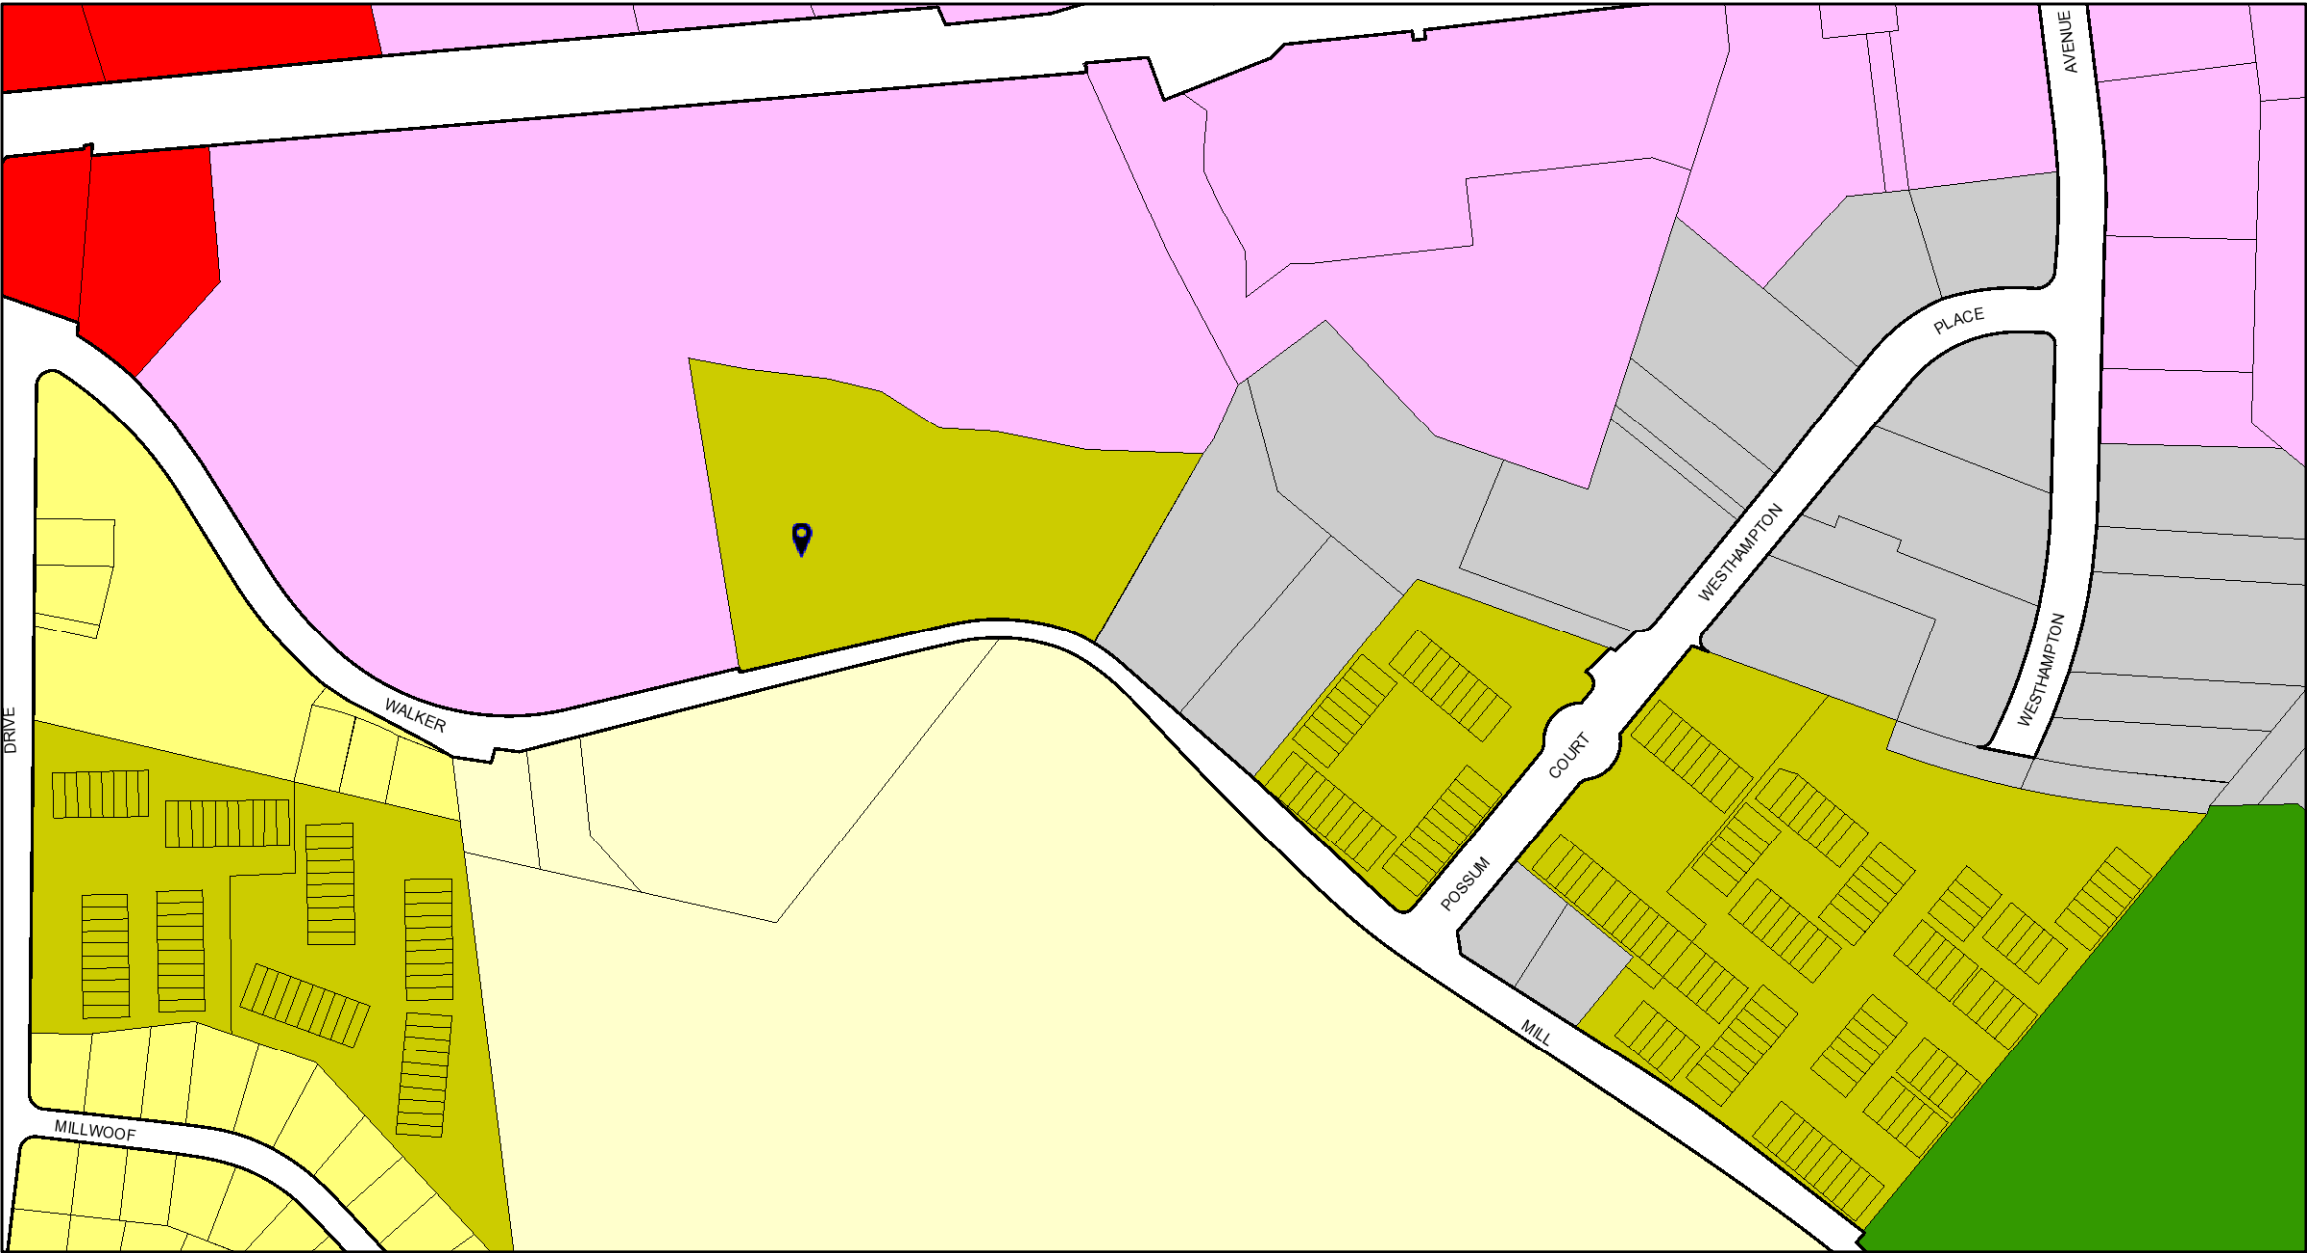 AVENUE
PLACE
WESTHAMPTON
WESTHAMPTON
WALKER
DRIVE
COURT
POSSUM
MILL
MILLWOOF